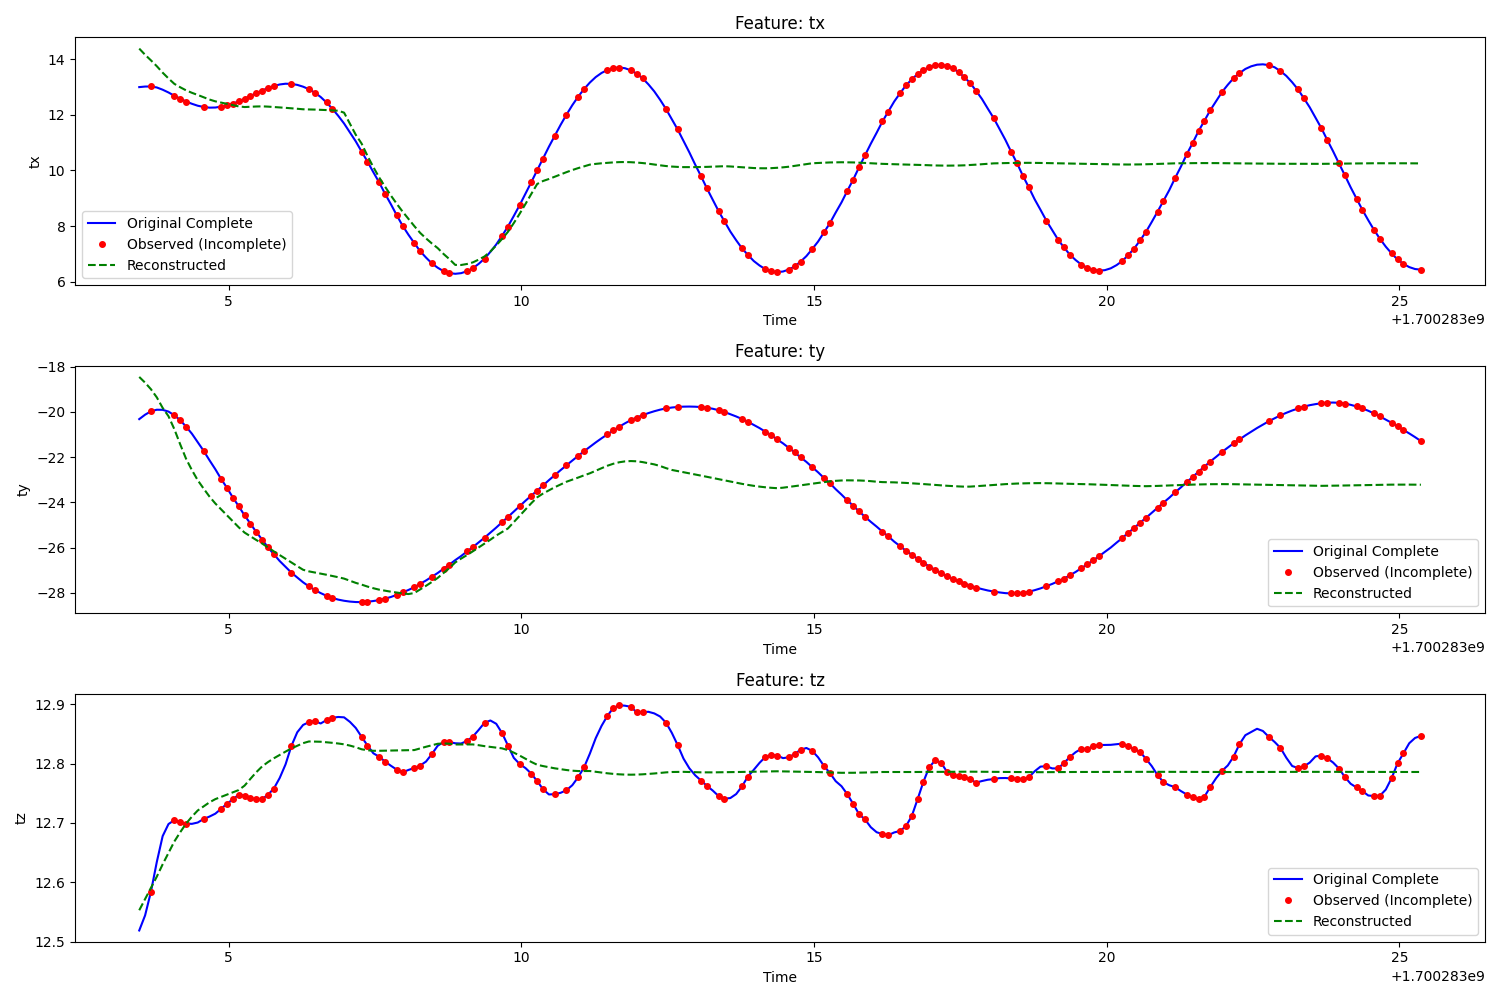 Feature: tx
14
12
10
8
6
tx
Original Complete
Observed (Incomplete)
Reconstructed
5 10 15 20 25
Time
+1.700283e9
Feature: ty
−18
−20
−22
−24
−26
−28
ty
Original Complete
Observed (Incomplete)
Reconstructed
5 10 15 20 25
Time
+1.700283e9
Feature: tz
12.9
12.8
12.7
12.6
12.5
tz
Original Complete
Observed (Incomplete)
Reconstructed
5 10 15 20 25
Time
+1.700283e9